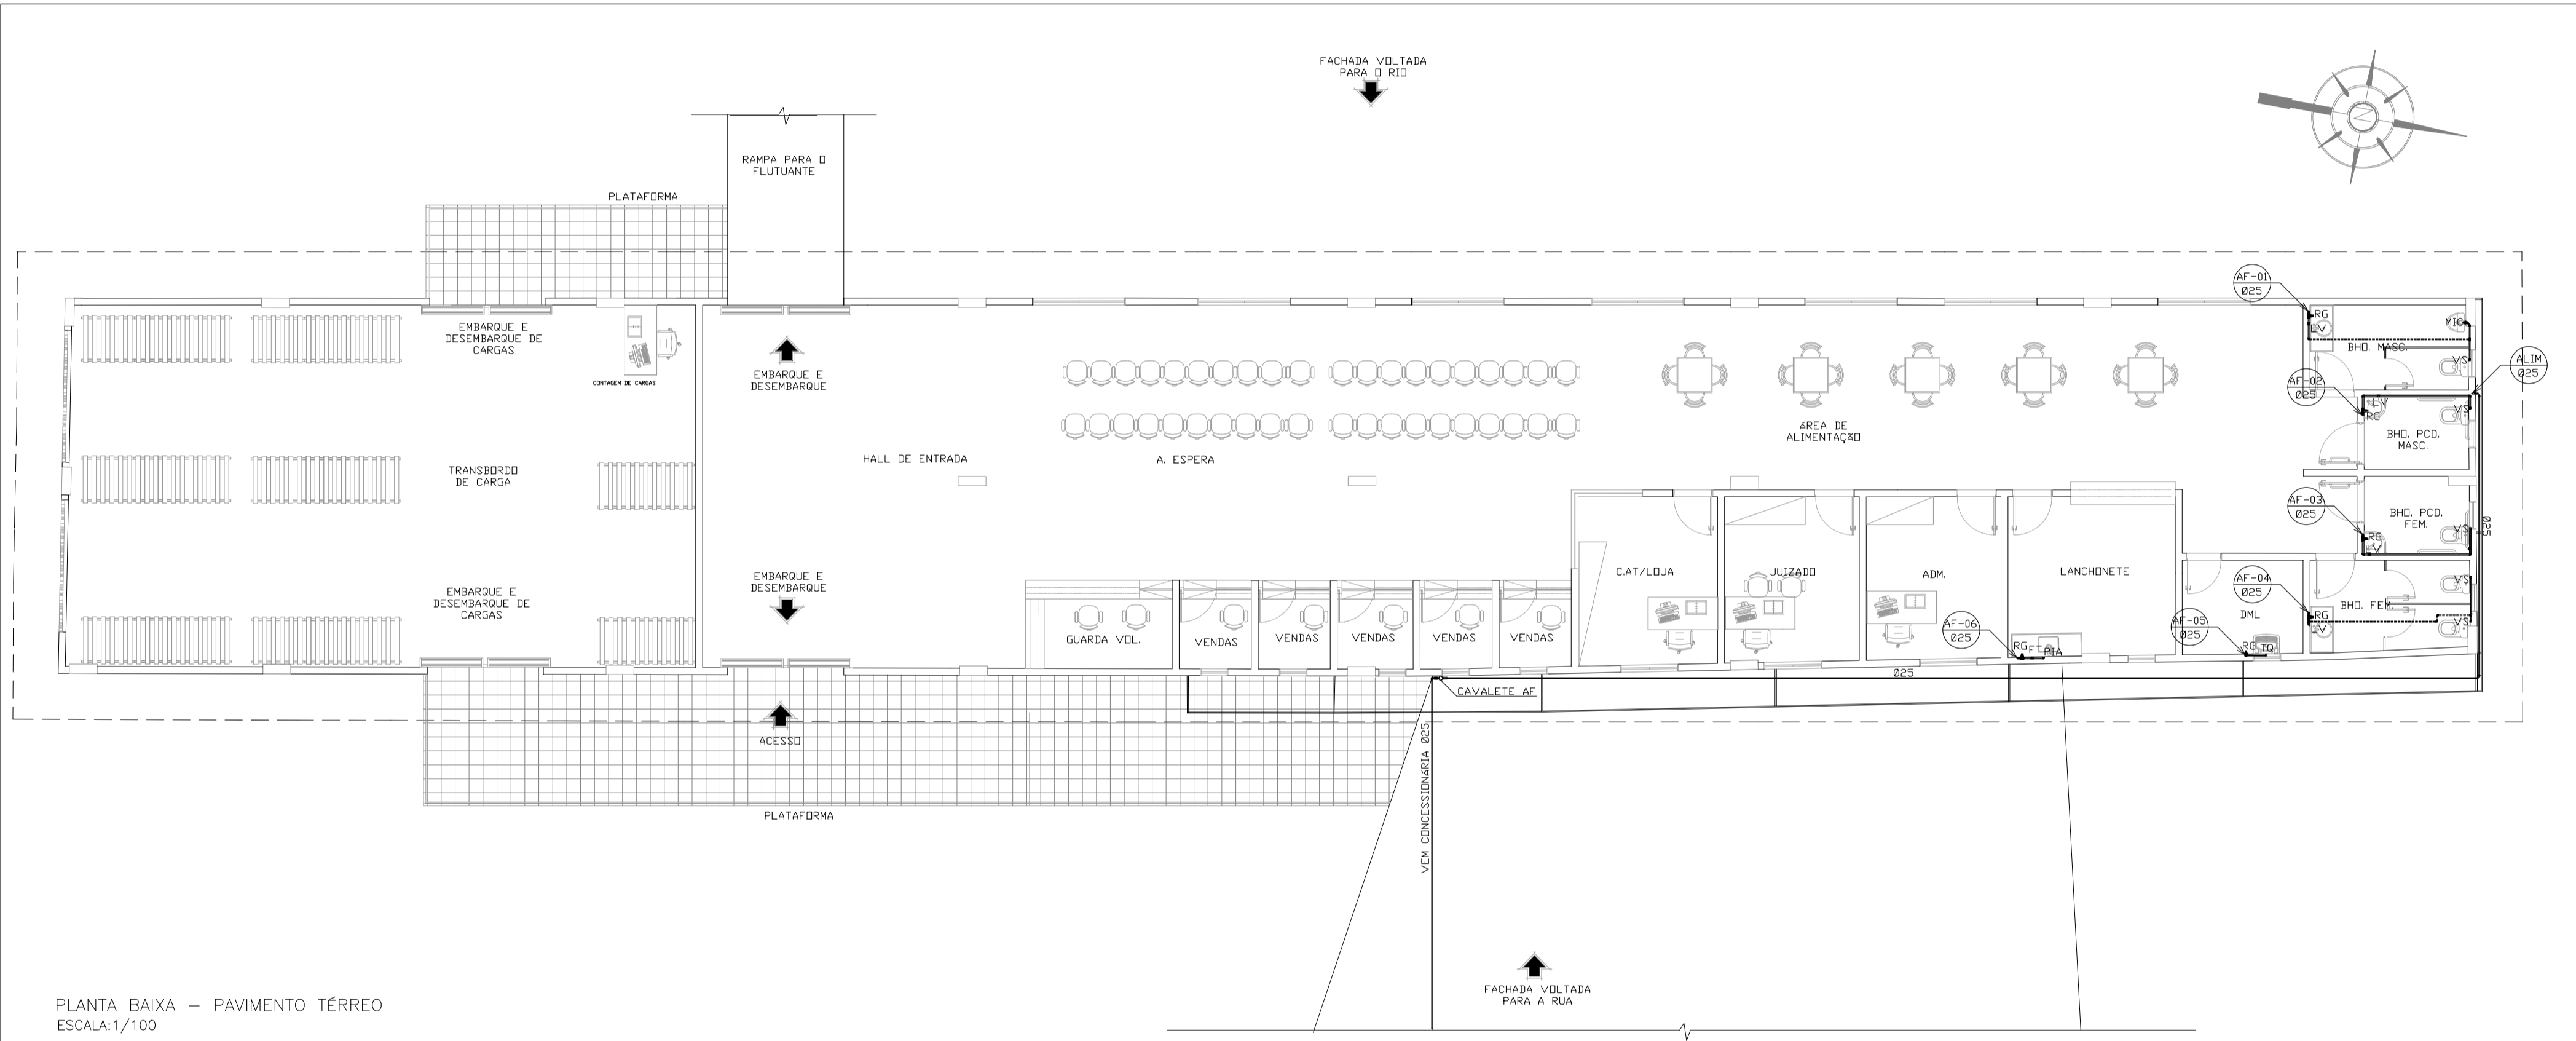 FACHADA VOLTADA
PARA O RIO
RAMPA PARA O
FLUTUANTE
PLATAFORMA
N
AF-01
Ø25
EMBARQUE E
DESEMBARQUE DE
CARGAS
CONTAGEM DE CARGAS
EMBARQUE E
DESEMBARQUE
RG
LV
MIC
BHO. MASC.
VS
ALIM
Ø25
AF-02
Ø25
LV
RG
VS
BHO. PCD.
MASC.
ÁREA DE
ALIMENTAÇÃO
HALL DE ENTRADA
A. ESPERA
TRANSBORDO
DE CARGA
AF-03
Ø25
BHO. PCD.
FEM.
VS
Ø25
RG
LV
EMBARQUE E
DESEMBARQUE
EMBARQUE E
DESEMBARQUE DE
CARGAS
C.AT/LOJA
JUIZADO
ADM.
LANCHONETE
AF-04
Ø25
VS
BHO. FEM.
RG
LV
VS
DML
AF-05
Ø25
RG
TQ
AF-06
Ø25
RG
FT
PIA
GUARDA VOL.
VENDAS
VENDAS
VENDAS
VENDAS
VENDAS
Ø25
CAVALETE AF
ACESSO
VEM CONCESSIONÁRIA Ø25
PLATAFORMA
FACHADA VOLTADA
PARA A RUA
PLANTA BAIXA – PAVIMENTO TÉRREO
ESCALA:1/100